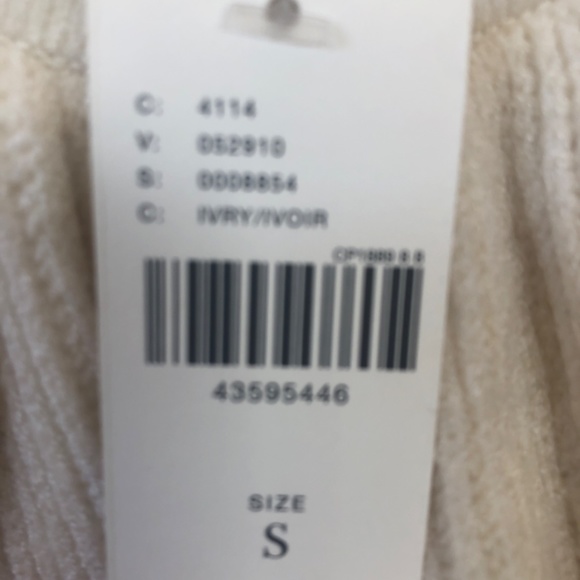 C: 4114
V: 052910
S: 0008854
C: IVRY/IVOIR
43595446
SIZE
S